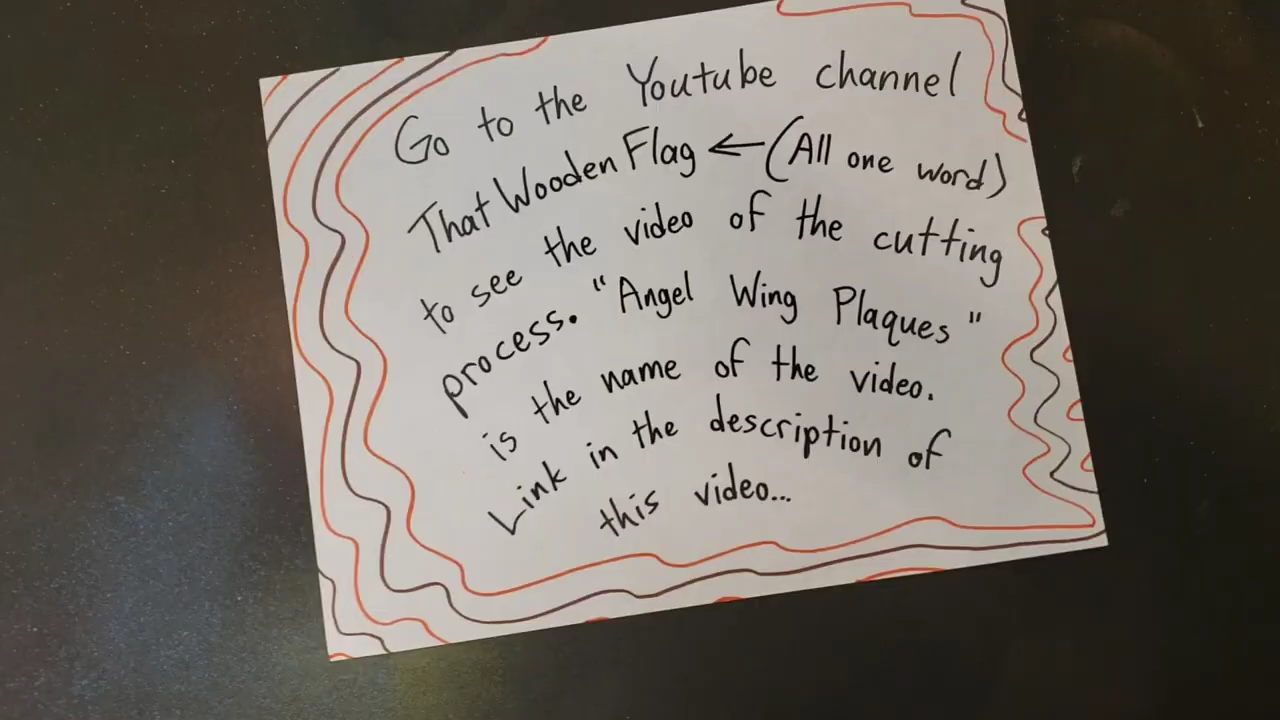 Go to the Youtube channel
ThatWoodenFlag ← (All one word)
to see the video of the cutting
process. "Angel Wing Plaques"
is the name of the video.
Link in the description of
this video...